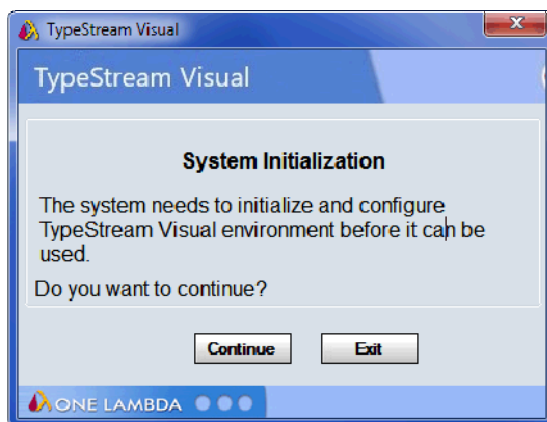 TypeStream Visual
TypeStream Visual
System Initialization
The system needs to initialize and configure
TypeStream Visual environment before it can be
used.
Do you want to continue?
Continue Exit
ONE LAMBDA